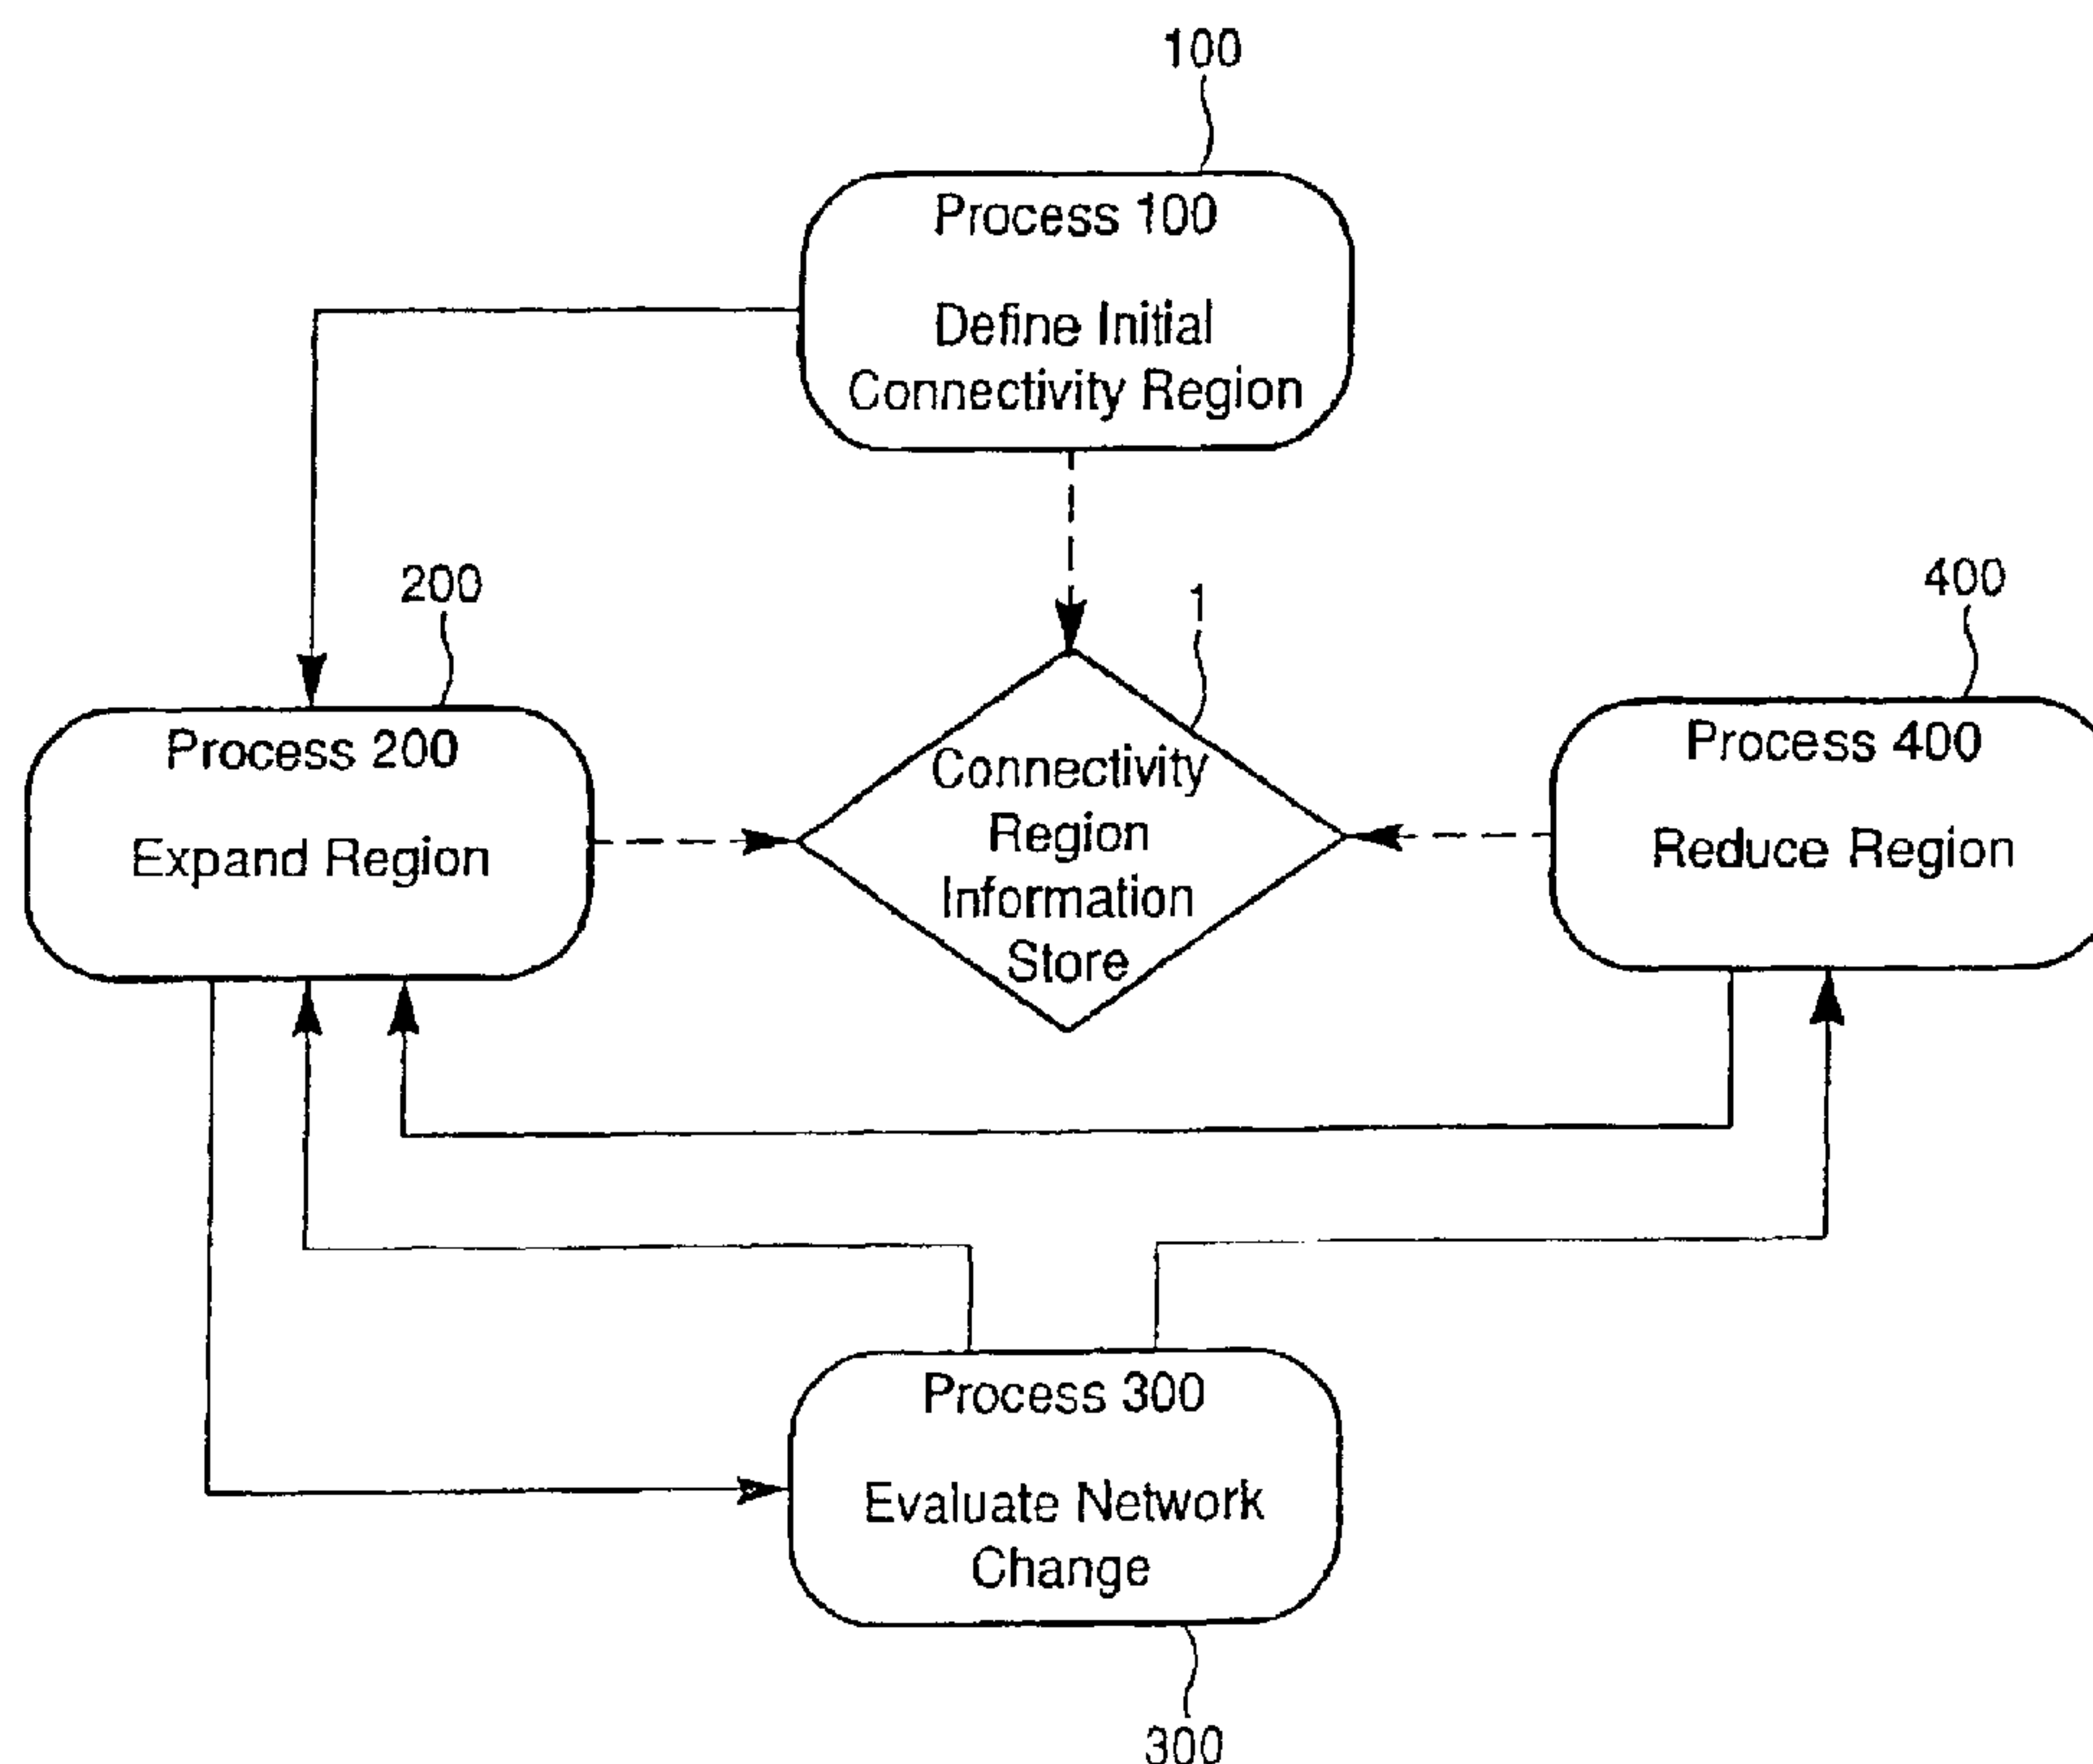 100
Process 100
Define Initial
Connectivity Region
200
1
400
Process 200
Expand Region
Connectivity
Region
Information
Store
Process 400
Reduce Region
Process 300
Evaluate Network
Change
300